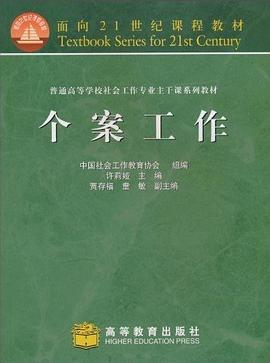 面向21世纪课程教材
Textbook Series for 21st Century
普通高等学校社会工作专业主干课系列教材
个案工作
中国社会工作教育协会 组编
许莉娅 主编
贾存福 童敏 副主编
高等教育出版社
HIGHER EDUCATION PRESS